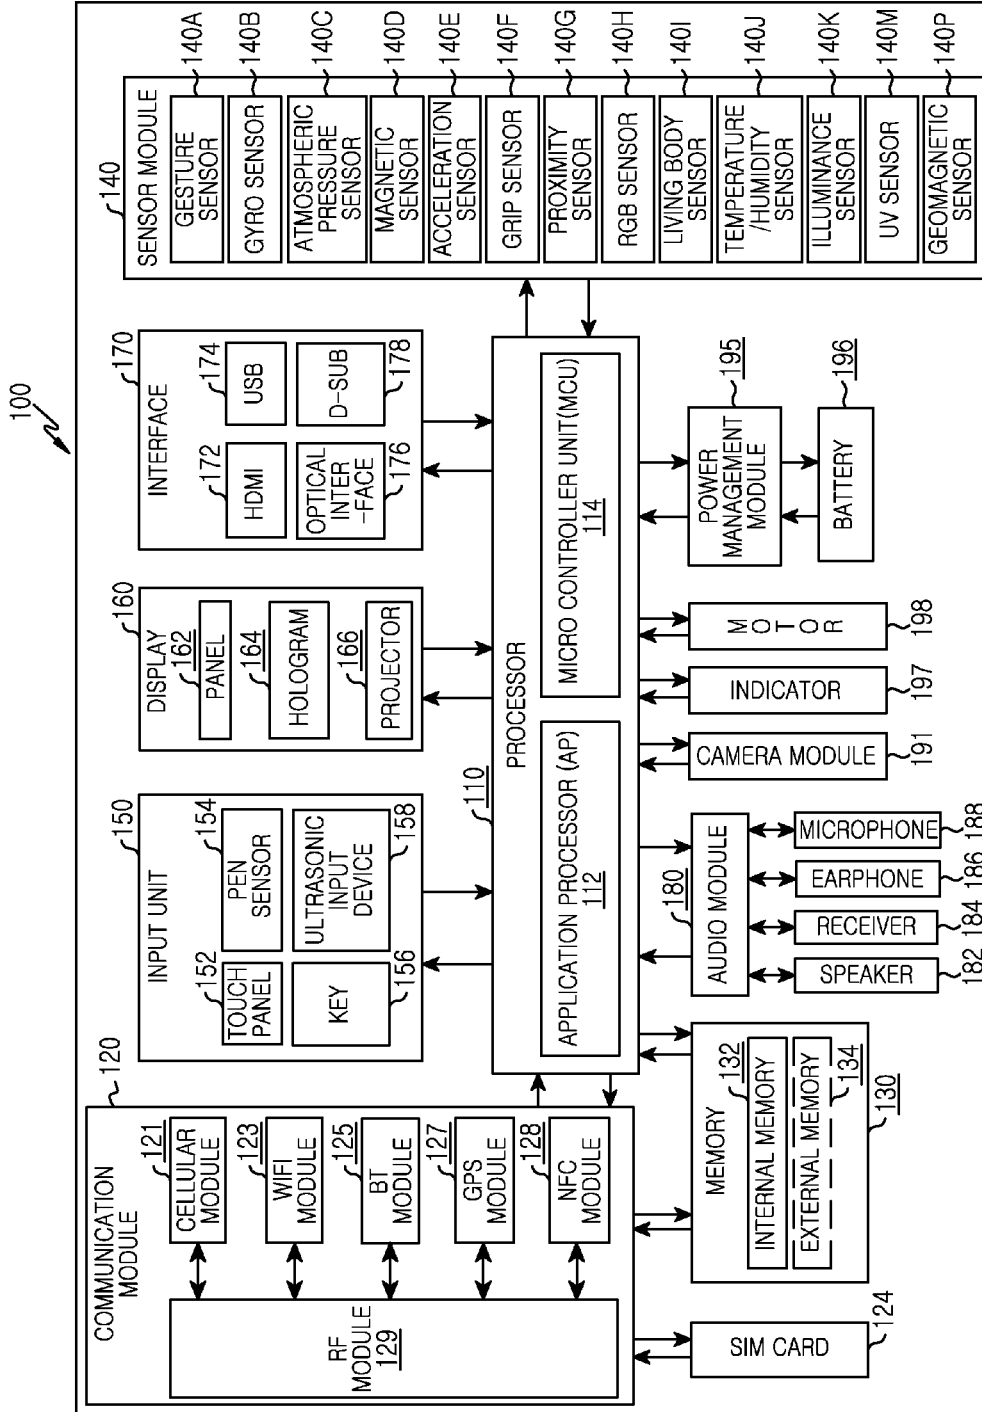 100
COMMUNICATION
MODULE
120
RF
MODULE
129
CELLULAR
MODULE
121
WIFI
MODULE
123
BT
MODULE
125
GPS
MODULE
127
NFC
MODULE
128
SIM CARD
124
INPUT UNIT
150
TOUCH
PANEL
152
PEN
SENSOR
154
KEY
156
ULTRASONIC
INPUT
DEVICE
158
DISPLAY
160
162
PANEL
164
HOLOGRAM
166
PROJECTOR
INTERFACE
170
172
HDMI
174
USB
OPTICAL
INTER
-FACE
176
D-SUB
178
SENSOR MODULE
140
GESTURE
SENSOR
140A
GYRO SENSOR
140B
ATMOSPHERIC
PRESSURE
SENSOR
140C
MAGNETIC
SENSOR
140D
ACCELERATION
SENSOR
140E
GRIP SENSOR
140F
PROXIMITY
SENSOR
140G
RGB SENSOR
140H
LIVING BODY
SENSOR
140I
TEMPERATURE
/HUMIDITY
SENSOR
140J
ILLUMINANCE
SENSOR
140K
UV SENSOR
140M
GEOMAGNETIC
SENSOR
140P
110
PROCESSOR
APPLICATION PROCESSOR (AP)
112
MICRO CONTROLLER UNIT(MCU)
114
MEMORY
INTERNAL MEMORY
132
EXTERNAL MEMORY
134
130
180
AUDIO MODULE
SPEAKER
182
RECEIVER
184
EARPHONE
186
MICROPHONE
188
CAMERA MODULE
191
INDICATOR
197
MOTOR
198
POWER
MANAGEMENT
MODULE
195
BATTERY
196